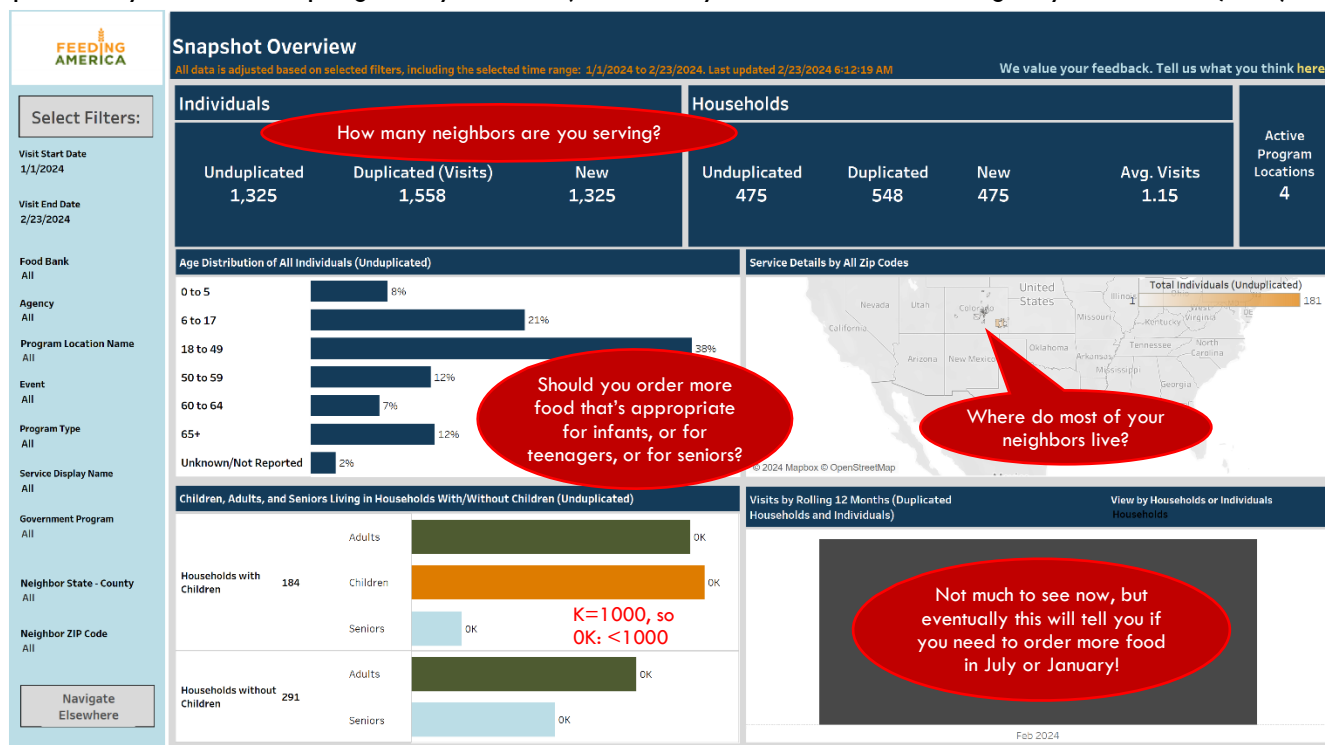 FEEDING
AMERICA
Snapshot Overview
All data is adjusted based on selected filters, including the selected time range: 1/1/2024 to 2/23/2024. Last updated 2/23/2024 6:12:19 AM
We value your feedback. Tell us what you think here
Select Filters:
Visit Start Date
1/1/2024
Visit End Date
2/23/2024
Food Bank
All
Agency
All
Program Location Name
All
Event
All
Program Type
All
Service Display Name
All
Government Program
All
Neighbor State - County
All
Neighbor ZIP Code
All
Navigate
Elsewhere
Individuals
How many neighbors are you serving?
Unduplicated
1,325
Duplicated (Visits)
1,558
New
1,325
Households
Unduplicated
475
Duplicated
548
New
475
Avg. Visits
1.15
Active
Program
Locations
4
Age Distribution of All Individuals (Unduplicated)
0 to 5 8%
6 to 17 21%
18 to 49 38%
50 to 59 12%
60 to 64 7%
65+ 12%
Unknown/Not Reported 2%
Should you order more
food that's appropriate
for infants, or for
teenagers, or for seniors?
Service Details by All Zip Codes
Total Individuals (Unduplicated)
1 181
United
States
Nevada
Utah
Colorado
California
Arizona
New Mexico
Oklahoma
Missouri
Kentucky
Virginia
Tennessee
North
Carolina
Arkansas
Mississippi
Georgia
Where do most of your
neighbors live?
© 2024 Mapbox © OpenStreetMap
Children, Adults, and Seniors Living in Households With/Without Children (Unduplicated)
Households with
Children
184
Adults 0K
Children 0K
Seniors 0K
K=1000, so
0K: <1000
Households without
Children
291
Adults 0K
Seniors 0K
Visits by Rolling 12 Months (Duplicated
Households and Individuals)
View by Households or Individuals
Households
Not much to see now, but
eventually this will tell you if
you need to order more food
in July or January!
Feb 2024